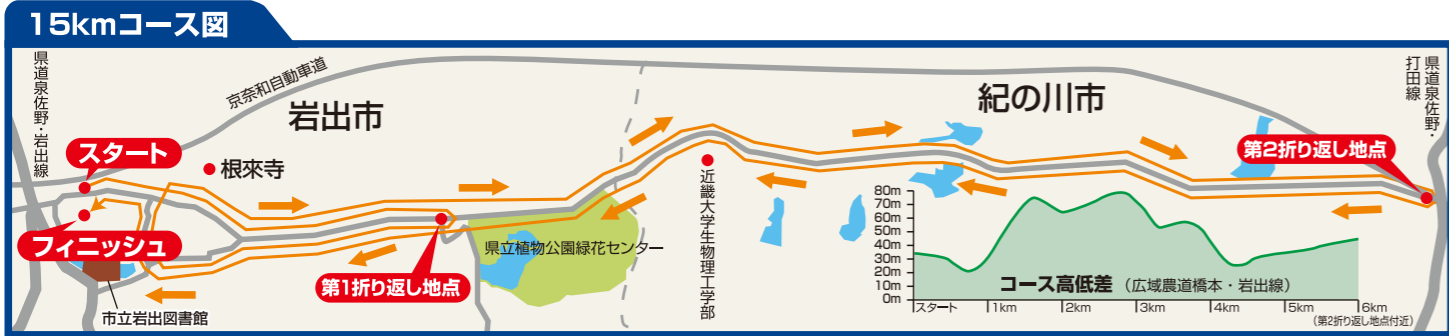 15kmコース図
県道泉佐野・岩出線
京奈和自動車道
岩出市
紀の川市
県道泉佐野・
打田線
スタート
根來寺
第2折り返し地点
フィニッシュ
近畿大学生物理工学部
県立植物公園緑花センター
第1折り返し地点
市立岩出図書館
80m
70m
60m
50m
40m
30m
20m
10m
0m
コース高低差 (広域農道橋本・岩出線)
スタート 1km 2km 3km 4km 5km 6km
(第2折り返し地点付近)